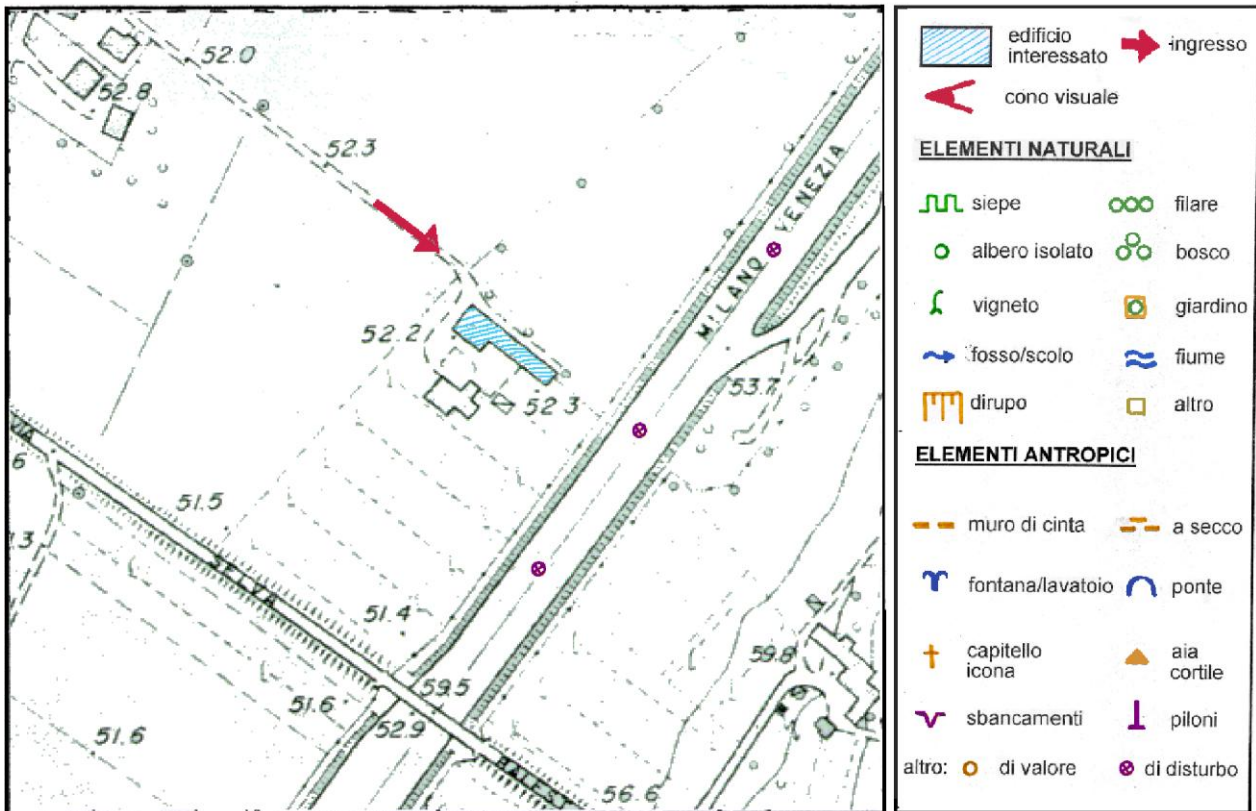 52.0
52.8
52.3
MILANO VENEZIA
52.2
52.3
53.7
VIA
51.5
SELVA
51.4
59.8
59.5
51.6
52.9
51.6
56.6
edificio
interessato
ingresso
cono visuale
ELEMENTI NATURALI
siepe
filare
albero isolato
bosco
vigneto
giardino
fosso/scolo
fiume
dirupo
altro
ELEMENTI ANTROPICI
muro di cinta
a secco
fontana/lavatoio
ponte
capitello
icona
aia
cortile
sbancamenti
piloni
altro:
di valore
di disturbo